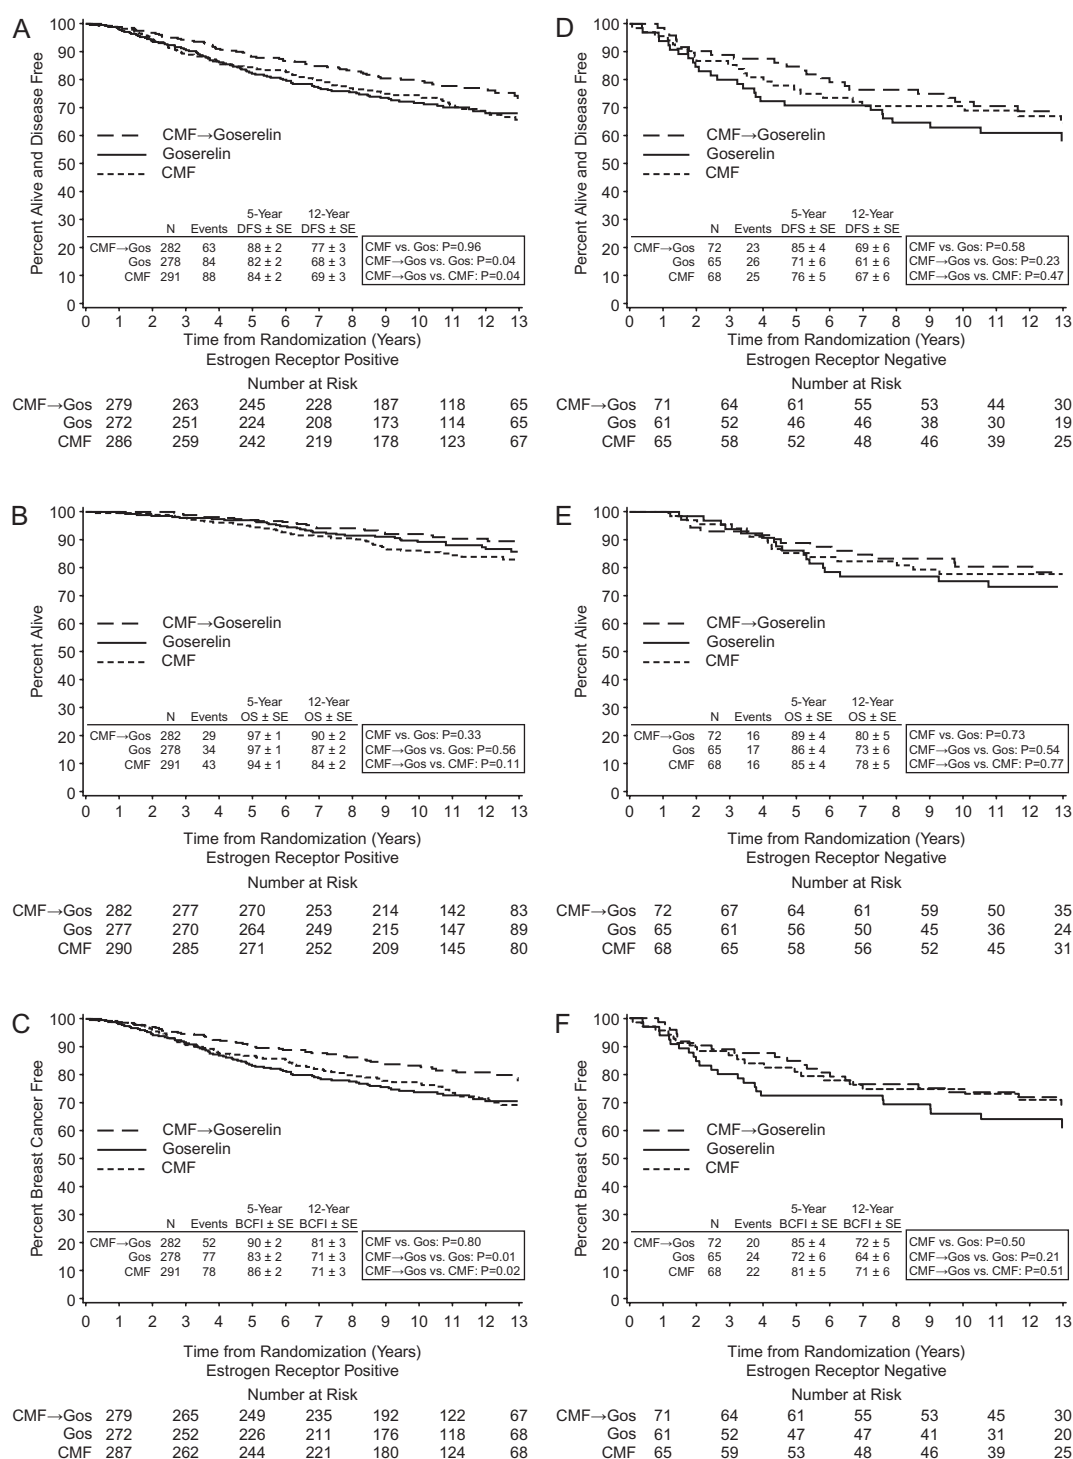 A
Percent Alive and Disease Free
100
90
80
70
60
50
40
30
20
10
0
CMF→Goserelin
Goserelin
CMF
5-Year 12-Year
N Events DFS ± SE DFS ± SE
CMF→Gos 282 63 88 ± 2 77 ± 3
Gos 278 84 82 ± 2 68 ± 3
CMF 291 88 84 ± 2 69 ± 3
CMF vs. Gos: P=0.96
CMF→Gos vs. Gos: P=0.04
CMF→Gos vs. CMF: P=0.04
0 1 2 3 4 5 6 7 8 9 10 11 12 13
Time from Randomization (Years)
Estrogen Receptor Positive
Number at Risk
CMF→Gos 279 263 245 228 187 118 65
Gos 272 251 224 208 173 114 65
CMF 286 259 242 219 178 123 67
D
Percent Alive and Disease Free
100
90
80
70
60
50
40
30
20
10
0
CMF→Goserelin
Goserelin
CMF
5-Year 12-Year
N Events DFS ± SE DFS ± SE
CMF→Gos 72 23 85 ± 4 69 ± 6
Gos 65 26 71 ± 6 61 ± 6
CMF 68 25 76 ± 5 67 ± 6
CMF vs. Gos: P=0.58
CMF→Gos vs. Gos: P=0.23
CMF→Gos vs. CMF: P=0.47
0 1 2 3 4 5 6 7 8 9 10 11 12 13
Time from Randomization (Years)
Estrogen Receptor Negative
Number at Risk
CMF→Gos 71 64 61 55 53 44 30
Gos 61 52 46 46 38 30 19
CMF 65 58 52 48 46 39 25
B
Percent Alive
100
90
80
70
60
50
40
30
20
10
0
CMF→Goserelin
Goserelin
CMF
5-Year 12-Year
N Events OS ± SE OS ± SE
CMF→Gos 282 29 97 ± 1 90 ± 2
Gos 278 34 97 ± 1 87 ± 2
CMF 291 43 94 ± 1 84 ± 2
CMF vs. Gos: P=0.33
CMF→Gos vs. Gos: P=0.56
CMF→Gos vs. CMF: P=0.11
0 1 2 3 4 5 6 7 8 9 10 11 12 13
Time from Randomization (Years)
Estrogen Receptor Positive
Number at Risk
CMF→Gos 282 277 270 253 214 142 83
Gos 277 270 264 249 215 147 89
CMF 290 285 271 252 209 145 80
E
Percent Alive
100
90
80
70
60
50
40
30
20
10
0
CMF→Goserelin
Goserelin
CMF
5-Year 12-Year
N Events OS ± SE OS ± SE
CMF→Gos 72 16 89 ± 4 80 ± 5
Gos 65 17 86 ± 4 73 ± 6
CMF 68 16 85 ± 4 78 ± 5
CMF vs. Gos: P=0.73
CMF→Gos vs. Gos: P=0.54
CMF→Gos vs. CMF: P=0.77
0 1 2 3 4 5 6 7 8 9 10 11 12 13
Time from Randomization (Years)
Estrogen Receptor Negative
Number at Risk
CMF→Gos 72 67 64 61 59 50 35
Gos 65 61 56 50 45 36 24
CMF 68 65 58 56 52 45 31
C
Percent Breast Cancer Free
100
90
80
70
60
50
40
30
20
10
0
CMF→Goserelin
Goserelin
CMF
5-Year 12-Year
N Events BCFI ± SE BCFI ± SE
CMF→Gos 282 52 90 ± 2 81 ± 3
Gos 278 77 83 ± 2 71 ± 3
CMF 291 78 86 ± 2 71 ± 3
CMF vs. Gos: P=0.80
CMF→Gos vs. Gos: P=0.01
CMF→Gos vs. CMF: P=0.02
0 1 2 3 4 5 6 7 8 9 10 11 12 13
Time from Randomization (Years)
Estrogen Receptor Positive
Number at Risk
CMF→Gos 279 265 249 235 192 122 67
Gos 272 252 226 211 176 118 68
CMF 287 262 244 221 180 124 68
F
Percent Breast Cancer Free
100
90
80
70
60
50
40
30
20
10
0
CMF→Goserelin
Goserelin
CMF
5-Year 12-Year
N Events BCFI ± SE BCFI ± SE
CMF→Gos 72 20 85 ± 4 72 ± 5
Gos 65 24 72 ± 6 64 ± 6
CMF 68 22 81 ± 5 71 ± 6
CMF vs. Gos: P=0.50
CMF→Gos vs. Gos: P=0.21
CMF→Gos vs. CMF: P=0.51
0 1 2 3 4 5 6 7 8 9 10 11 12 13
Time from Randomization (Years)
Estrogen Receptor Negative
Number at Risk
CMF→Gos 71 64 61 55 53 45 30
Gos 61 52 47 47 41 31 20
CMF 65 59 53 48 46 39 25